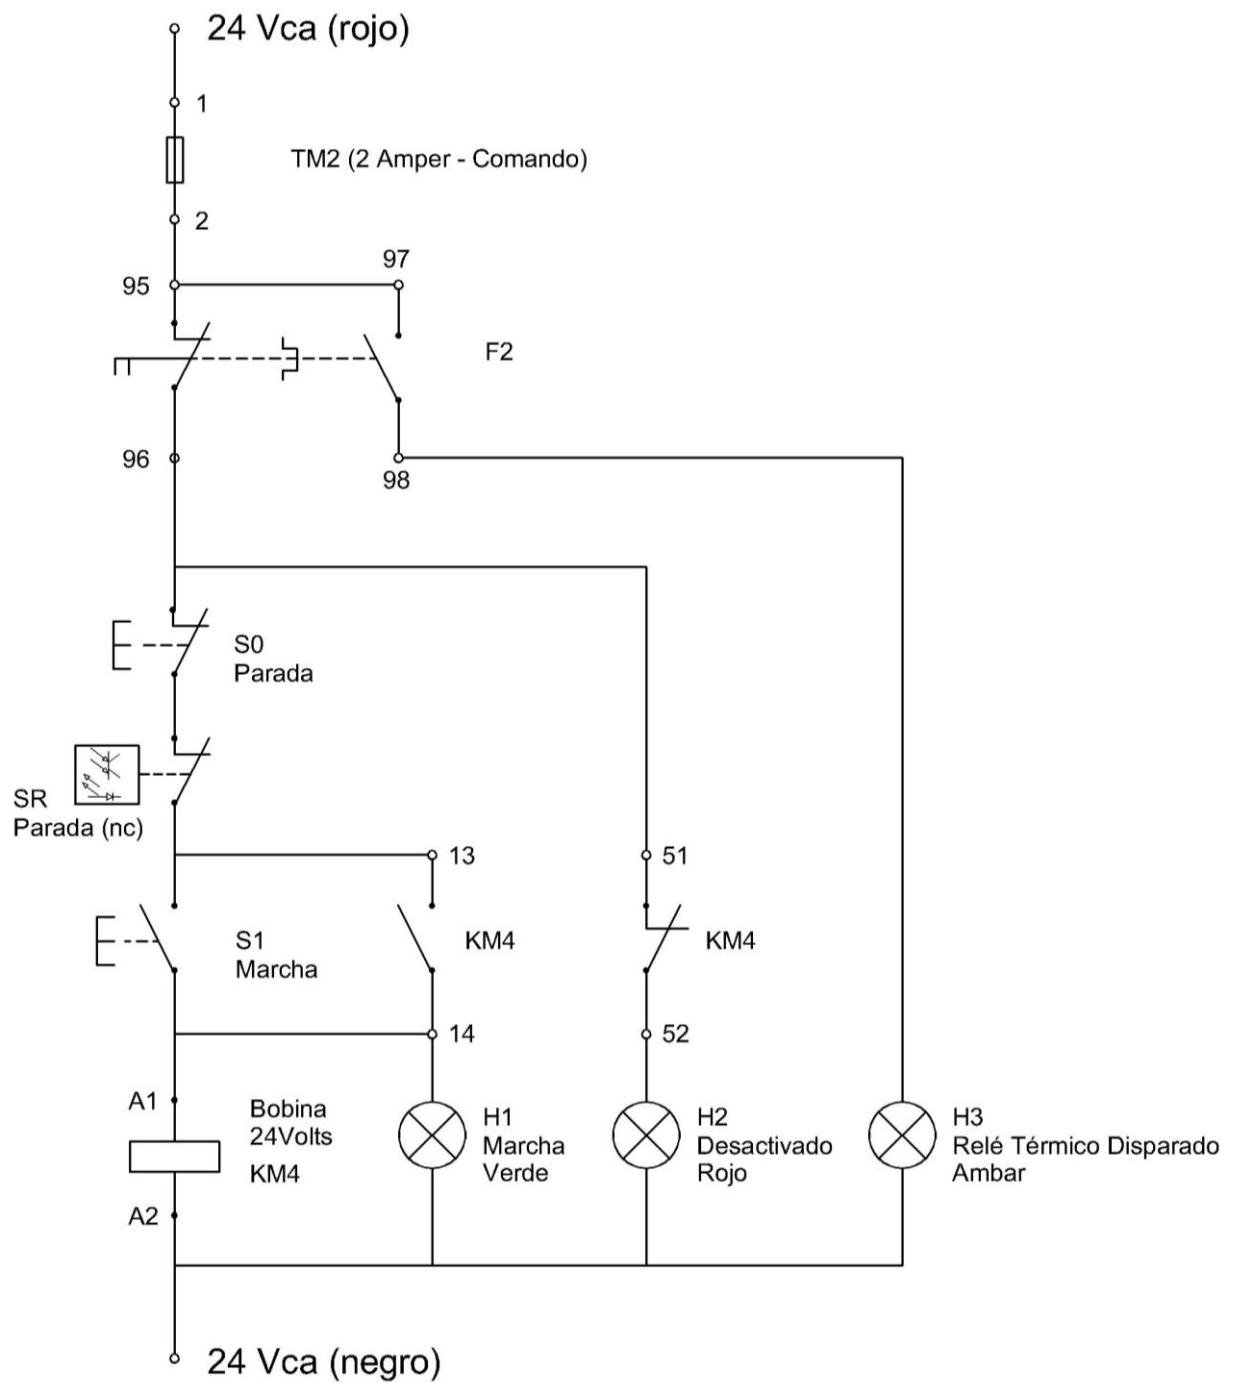 24 Vca (rojo)
1
TM2 (2 Amper - Comando)
2
97
95
F2
96
98
S0
Parada
SR
Parada (nc)
13
51
S1
Marcha
KM4
KM4
14
52
A1
Bobina
24Volts
KM4
A2
H1
Marcha
Verde
H2
Desactivado
Rojo
H3
Relé Térmico Disparado
Ambar
24 Vca (negro)